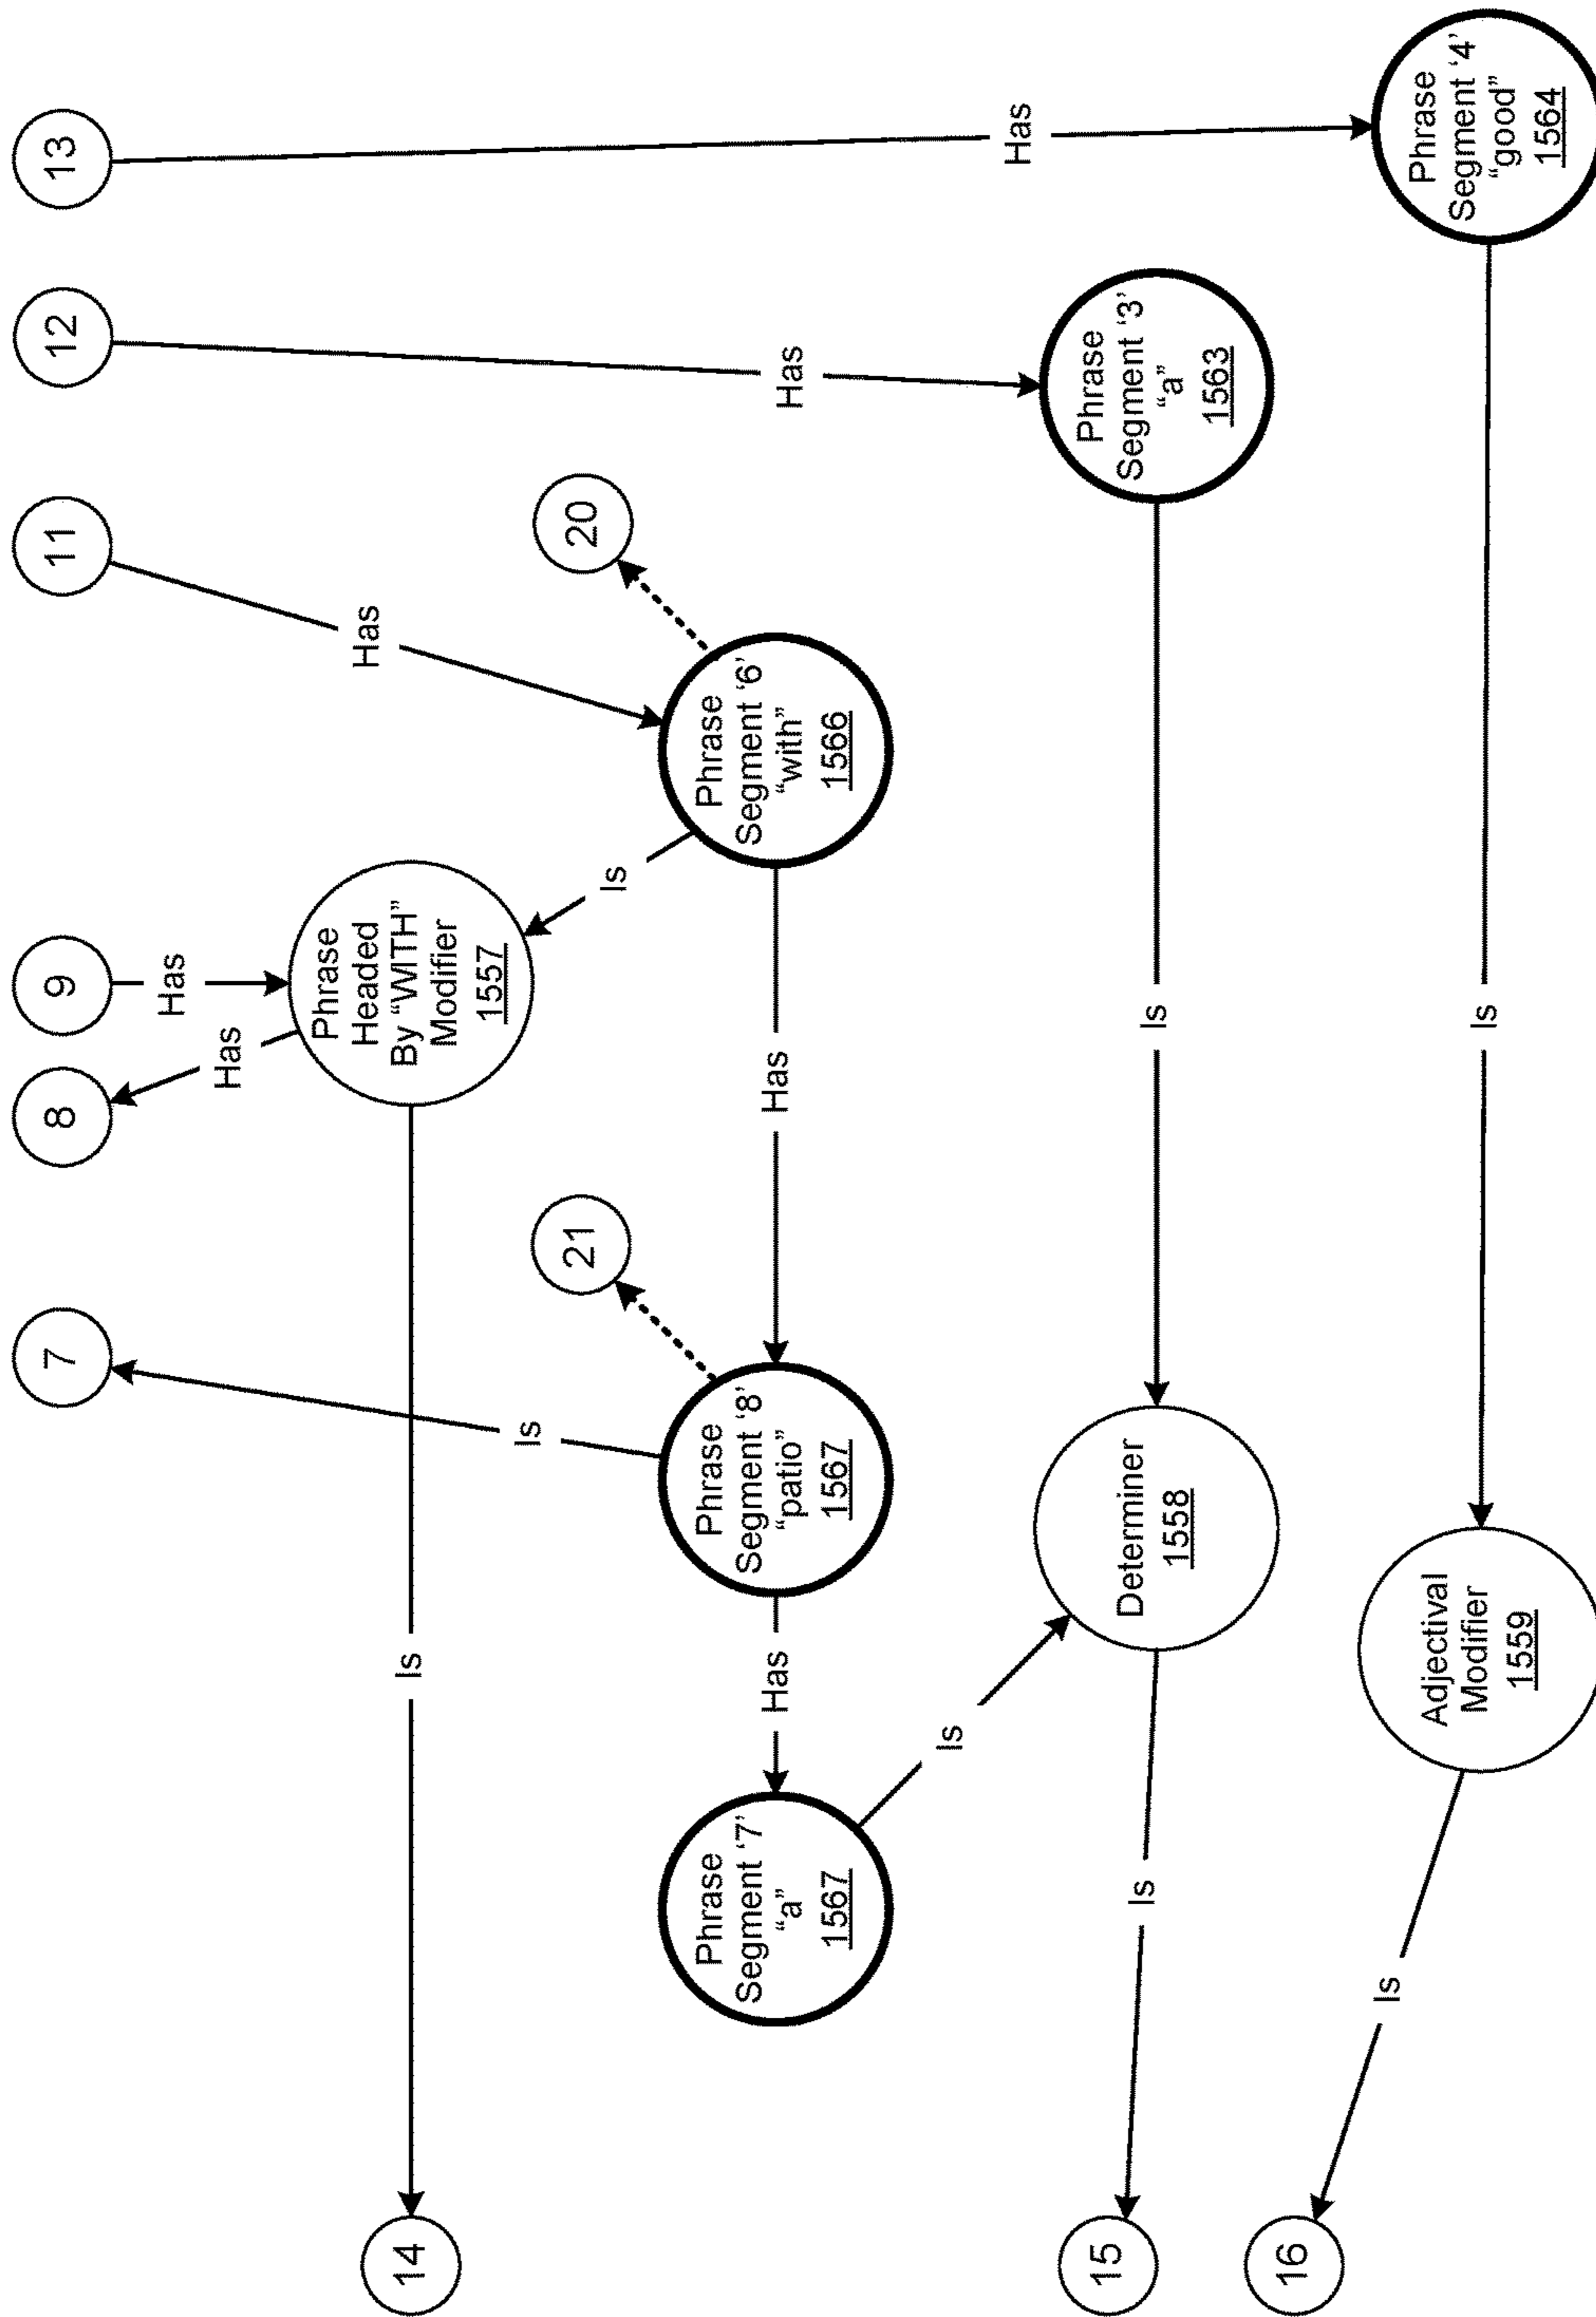 7
8
9
11
12
13
Has
Has
Phrase
Headed
By “WITH”
Modifier
1557
Has
14
Is
Is
21
20
Is
Phrase
Segment ‘7’
“a”
1567
Has
Phrase
Segment ‘8’
“patio”
1567
Has
Phrase
Segment ‘6’
“with”
1566
Has
Is
Has
15
Is
Determiner
1558
Is
Phrase
Segment ‘3’
“a”
1563
16
Is
Adjectival
Modifier
1559
Is
Phrase
Segment ‘4’
“good”
1564